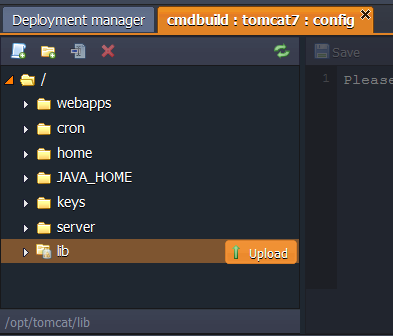 Deployment manager
cmdbuild : tomcat7 : config
Save
/
1 Please
webapps
cron
home
JAVA_HOME
keys
server
lib
Upload
/opt/tomcat/lib